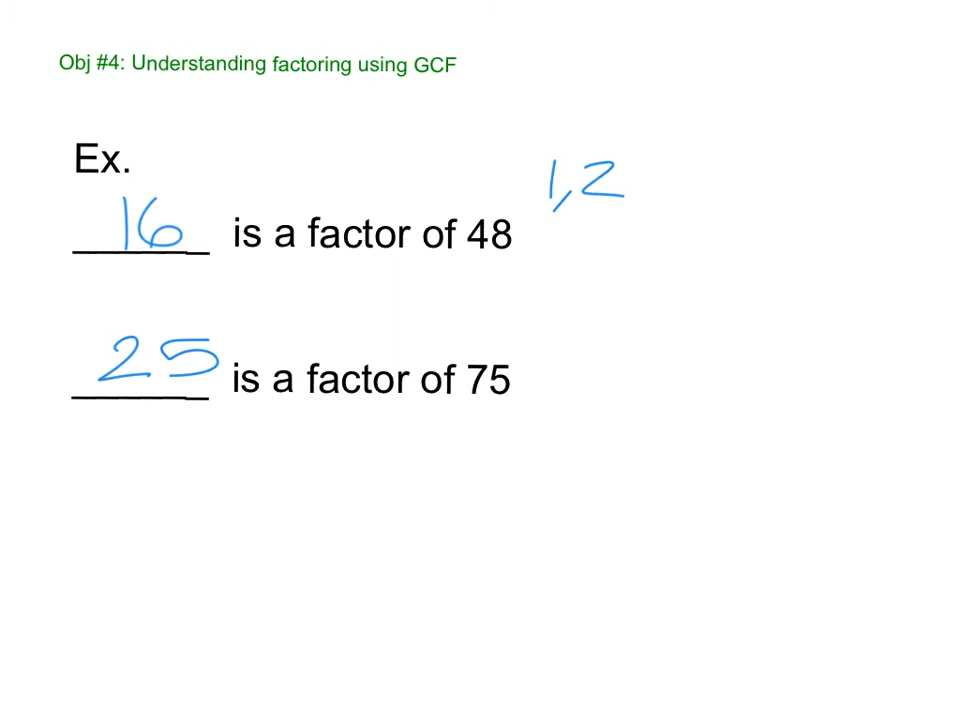 Obj #4: Understanding factoring using GCF
Ex.
1,2
16 is a factor of 48
25 is a factor of 75